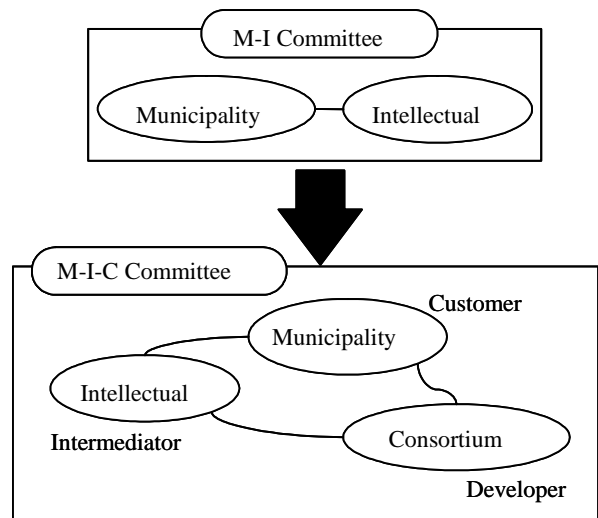 M-I Committee
Municipality
Intellectual
M-I-C Committee
Customer
Municipality
Intellectual
Intermediator
Consortium
Developer